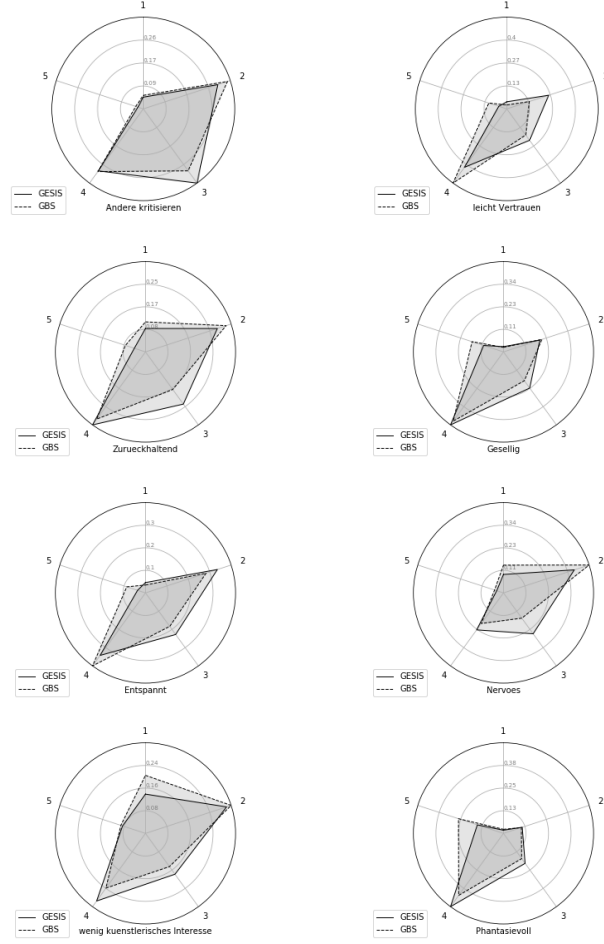 1
0.26
0.17
0.09
5
2
4
3
GESIS
GBS
Andere kritisieren
1
0.4
0.27
0.13
5
4
3
GESIS
GBS
leicht Vertrauen
1
0.25
0.17
0.08
5
2
4
3
GESIS
GBS
Zurueckhaltend
1
0.34
0.23
0.11
5
2
4
3
GESIS
GBS
Gesellig
1
0.3
0.2
0.1
5
2
4
3
GESIS
GBS
Entspannt
1
0.34
0.23
0.11
5
2
4
3
GESIS
GBS
Nervoes
1
0.24
0.16
0.08
5
2
4
3
GESIS
GBS
wenig kuenstlerisches Interesse
1
0.38
0.25
0.13
5
2
4
3
GESIS
GBS
Phantasievoll